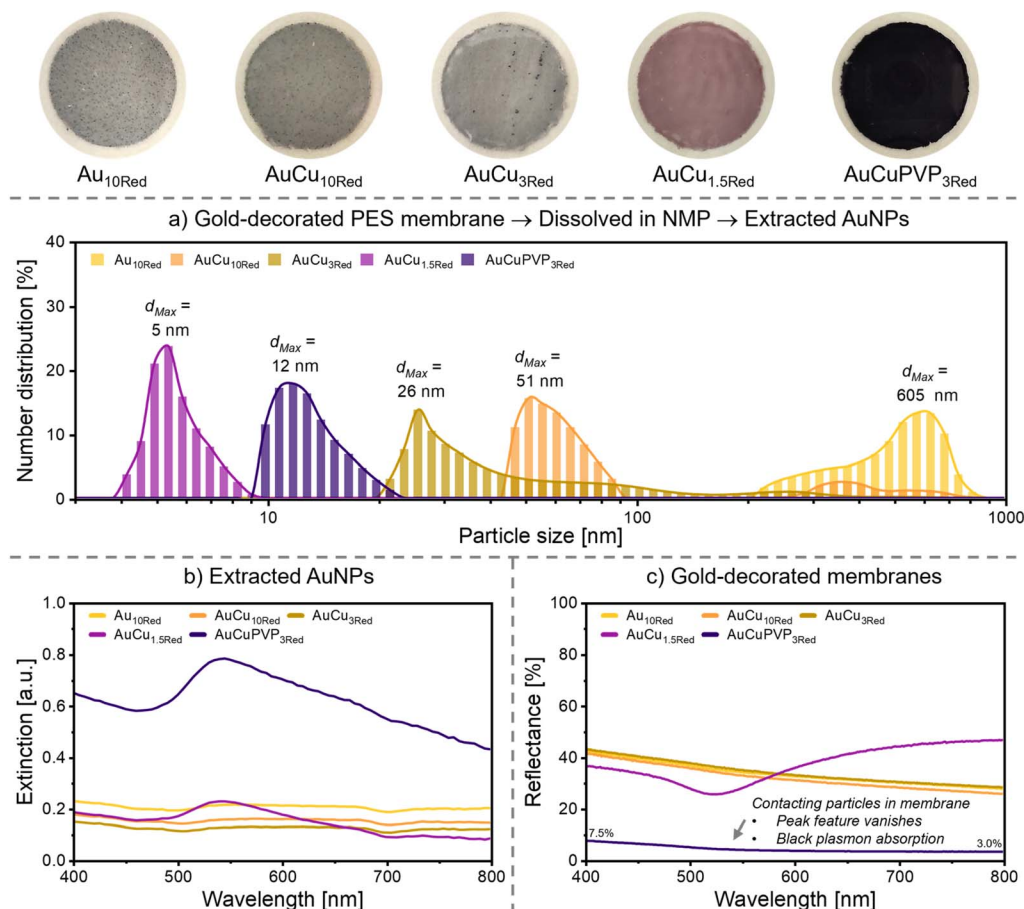 Au10Red
AuCu10Red
AuCu3Red
AuCu1.5Red
AuCuPVP3Red
a) Gold-decorated PES membrane → Dissolved in NMP → Extracted AuNPs
Number distribution [%]
40
30
20
10
0
Au10Red AuCu10Red AuCu3Red AuCu1.5Red AuCuPVP3Red
dMax =
5 nm
dMax =
12 nm
dMax =
26 nm
dMax =
51 nm
dMax =
605 nm
10 100 1000
Particle size [nm]
b) Extracted AuNPs
Extinction [a.u.]
1.0
0.8
0.6
0.4
0.2
0.0
Au10Red AuCu10Red AuCu3Red
AuCu1.5Red AuCuPVP3Red
400 500 600 700 800
Wavelength [nm]
c) Gold-decorated membranes
Reflectance [%]
100
80
60
40
20
0
Au10Red AuCu10Red AuCu3Red
AuCu1.5Red AuCuPVP3Red
Contacting particles in membrane
• Peak feature vanishes
• Black plasmon absorption
7.5%
3.0%
400 500 600 700 800
Wavelength [nm]